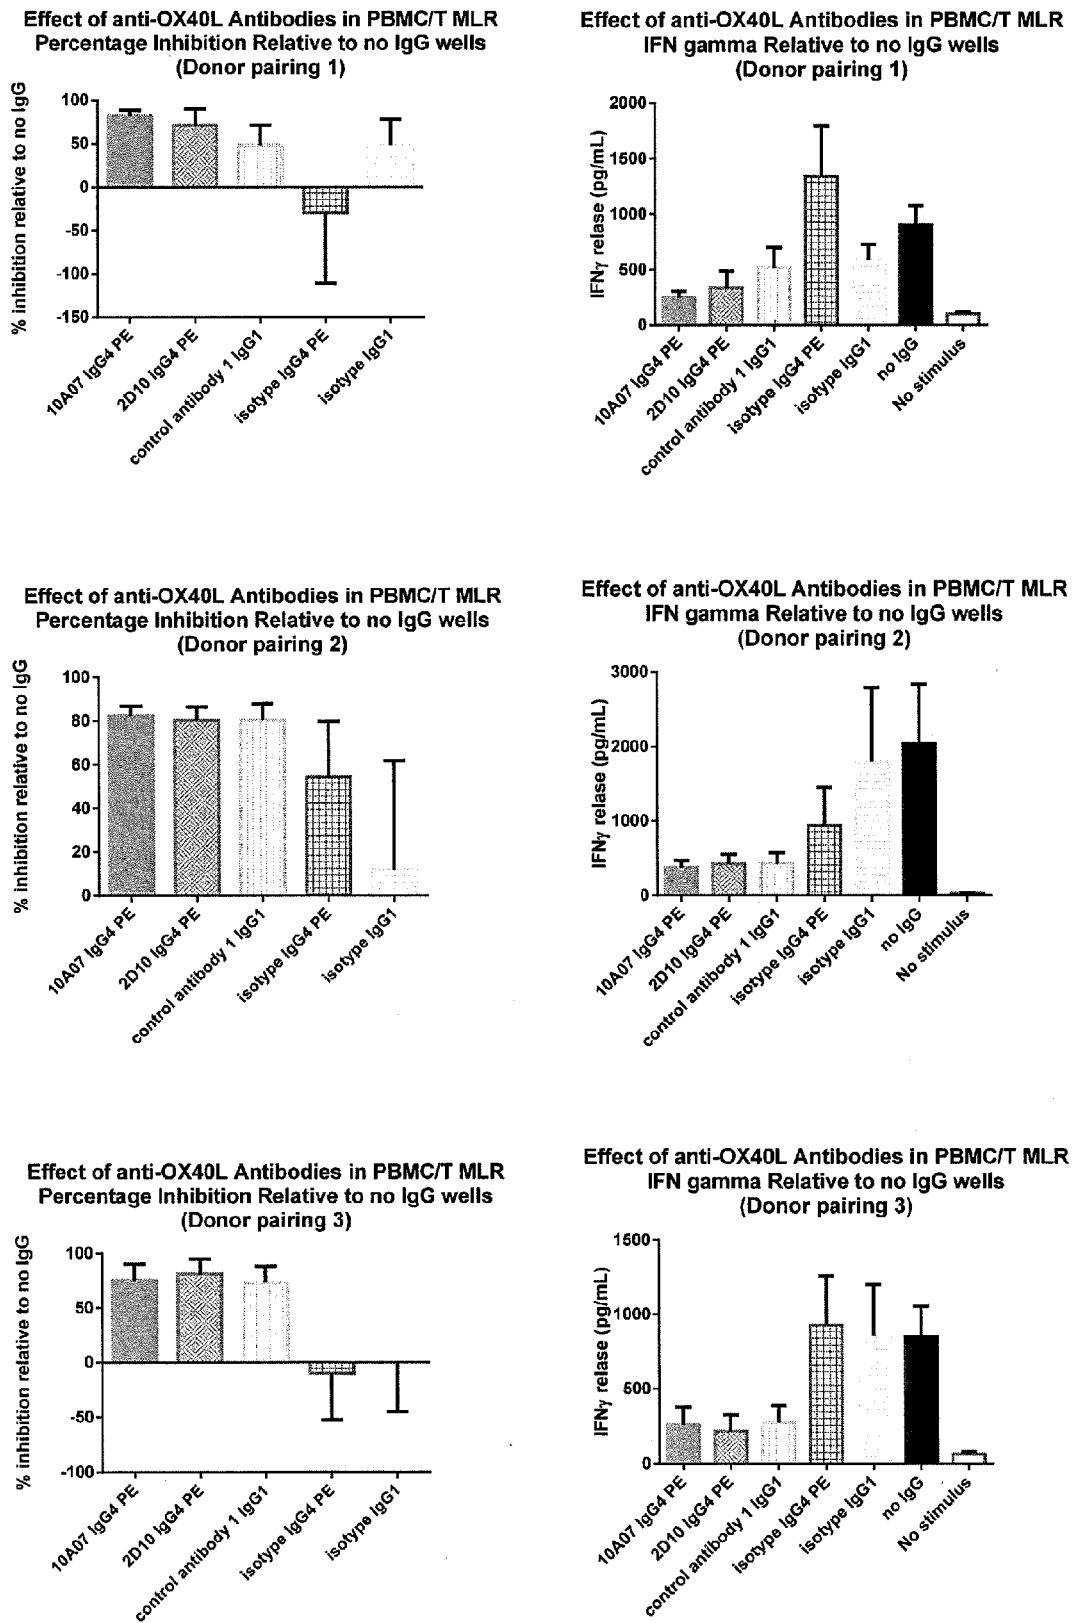 Effect of anti-OX40L Antibodies in PBMC/T MLR
Percentage Inhibition Relative to no IgG wells
(Donor pairing 1)
% inhibition relative to no IgG
100
50
0
-50
-100
-150
10A07 IgG4 PE
2D10 IgG4 PE
control antibody 1 IgG1
isotype IgG4 PE
isotype IgG1
Effect of anti-OX40L Antibodies in PBMC/T MLR
IFN gamma Relative to no IgG wells
(Donor pairing 1)
IFNγ relase (pg/mL)
2000
1500
1000
500
0
10A07 IgG4 PE
2D10 IgG4 PE
control antibody 1 IgG1
isotype IgG4 PE
isotype IgG1
no IgG
No stimulus
Effect of anti-OX40L Antibodies in PBMC/T MLR
Percentage Inhibition Relative to no IgG wells
(Donor pairing 2)
% inhibition relative to no IgG
100
80
60
40
20
0
10A07 IgG4 PE
2D10 IgG4 PE
control antibody 1 IgG1
isotype IgG4 PE
isotype IgG1
Effect of anti-OX40L Antibodies in PBMC/T MLR
IFN gamma Relative to no IgG wells
(Donor pairing 2)
IFNγ relase (pg/mL)
3000
2000
1000
0
10A07 IgG4 PE
2D10 IgG4 PE
control antibody 1 IgG1
isotype IgG4 PE
isotype IgG1
no IgG
No stimulus
Effect of anti-OX40L Antibodies in PBMC/T MLR
Percentage Inhibition Relative to no IgG wells
(Donor pairing 3)
% inhibition relative to no IgG
100
50
0
-50
-100
10A07 IgG4 PE
2D10 IgG4 PE
control antibody 1 IgG1
isotype IgG4 PE
isotype IgG1
Effect of anti-OX40L Antibodies in PBMC/T MLR
IFN gamma Relative to no IgG wells
(Donor pairing 3)
IFNγ relase (pg/mL)
1500
1000
500
0
10A07 IgG4 PE
2D10 IgG4 PE
control antibody 1 IgG1
isotype IgG4 PE
isotype IgG1
no IgG
No stimulus